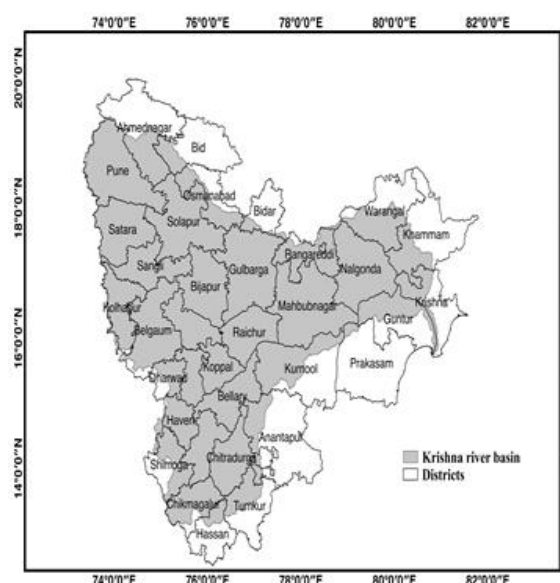 74°0'0"E 76°0'0"E 78°0'0"E 80°0'0"E 82°0'0"E
20°0'0"N
18°0'0"N
16°0'0"N
14°0'0"N
Ahmednagar
Bid
Pune
Osmanabad
Bidar
Warangal
Solapur
Satara
Khammam
Rangareddi
Sangli
Gulbarga
Nalgonda
Bijapur
Kolhapur
Mahbubnagar
Krishna
Guntur
Belgaum
Raichur
Koppal
Kurnool
Prakasam
Dharwad
Bellary
Haveri
Anantapur
Shimoga
Chitradurga
Krishna river basin
Districts
Chikmagalur
Tumkur
Hassan
74°0'0"E 76°0'0"E 78°0'0"E 80°0'0"E 82°0'0"E